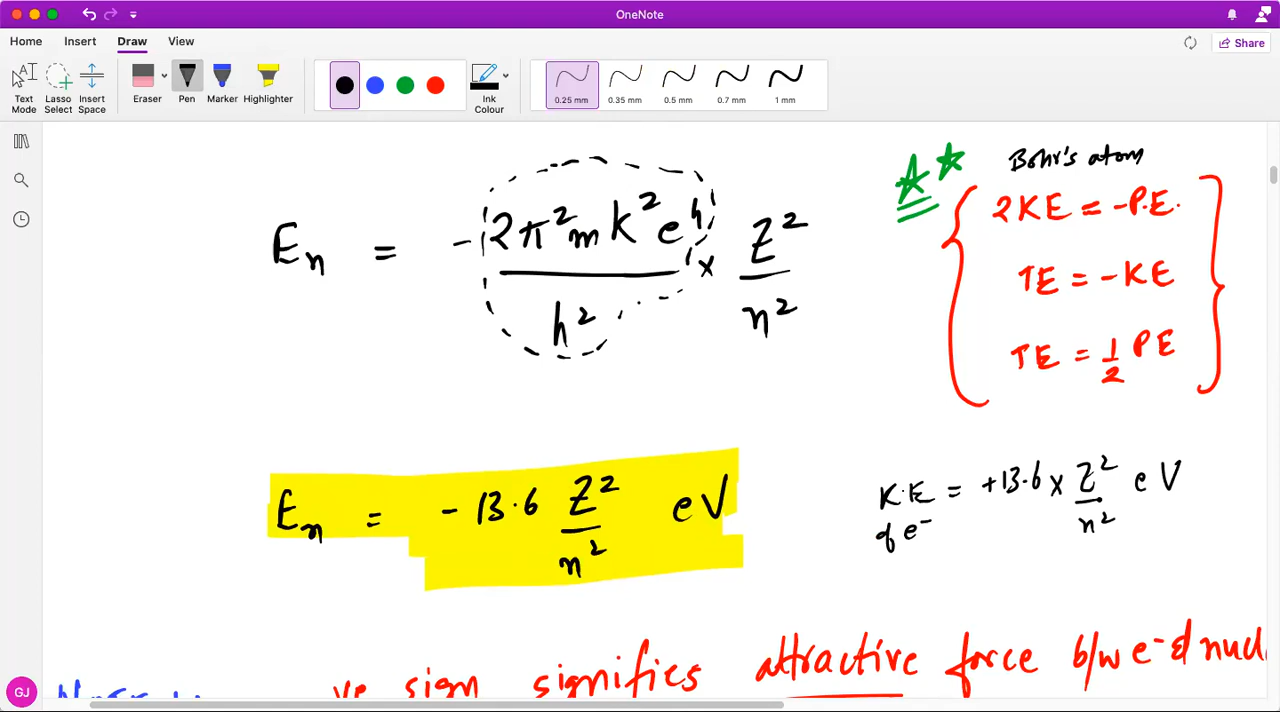 OneNote
Home Insert Draw View
Share
Text Mode
Lasso Select
Insert Space
Eraser
Pen
Marker
Highlighter
Ink Colour
0.25 mm
0.35 mm
0.5 mm
0.7 mm
1 mm
Eₙ = - 2π²mk²e⁴ / h² × Z² / n²
Bohr's atom
2KE = -P.E.
TE = -KE
TE = 1/2 PE
Eₙ = -13.6 Z² / n² eV
K.E of e⁻ = +13.6 × Z² / n² eV
ve sign signifies attractive force b/w e⁻ &
GJ